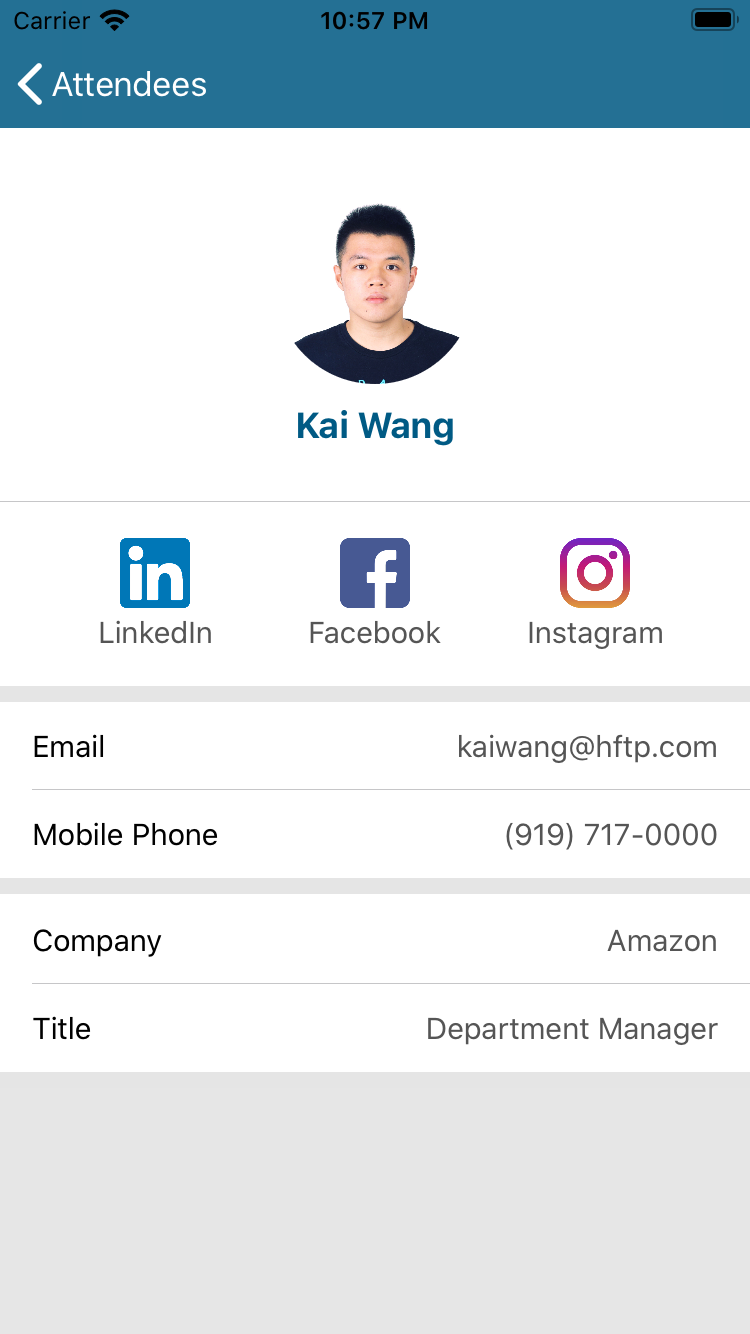 Carrier 10:57 PM
Attendees
Kai Wang
in f
LinkedIn Facebook Instagram
Email kaiwang@hftp.com
Mobile Phone (919) 717-0000
Company Amazon
Title Department Manager